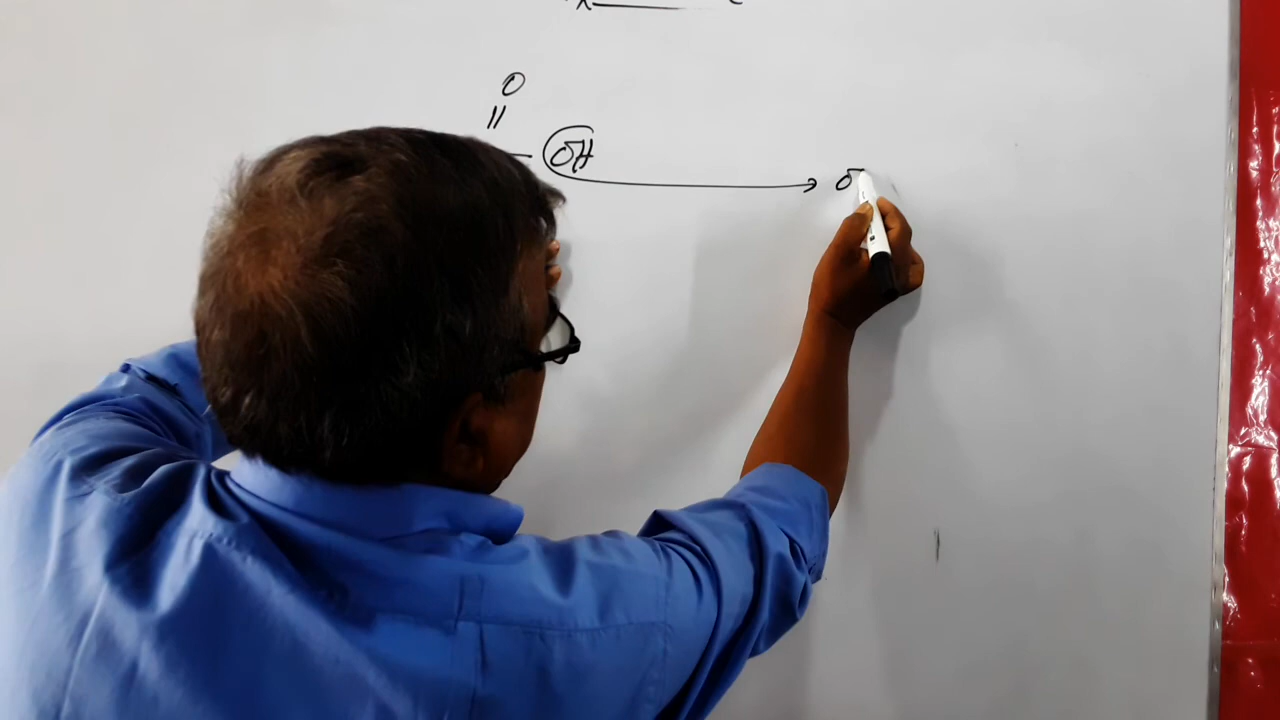 O
||
— OH → O